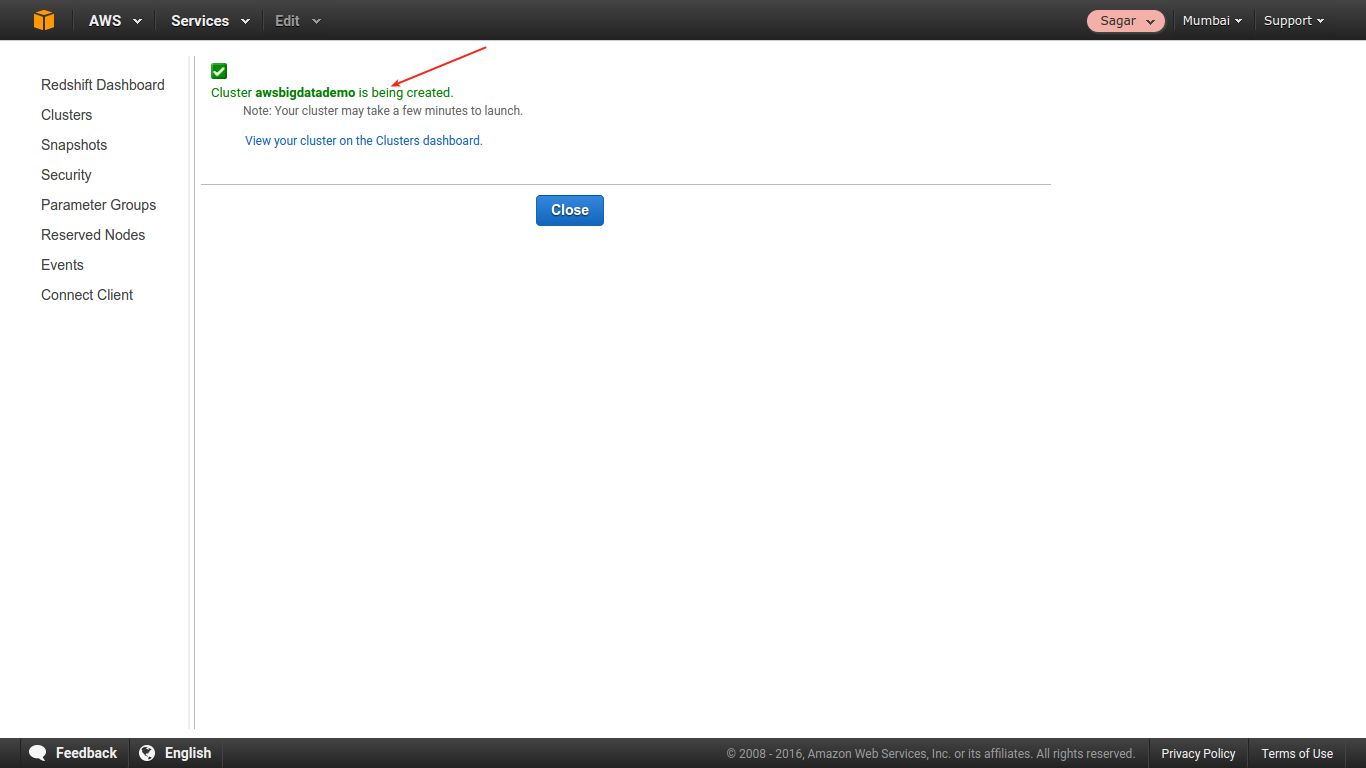 AWS Services Edit Sagar Mumbai Support
Redshift Dashboard
Clusters
Snapshots
Security
Parameter Groups
Reserved Nodes
Events
Connect Client
Cluster awsbigdatademo is being created.
Note: Your cluster may take a few minutes to launch.
View your cluster on the Clusters dashboard.
Close
Feedback English © 2008 - 2016, Amazon Web Services, Inc. or its affiliates. All rights reserved. Privacy Policy Terms of Use